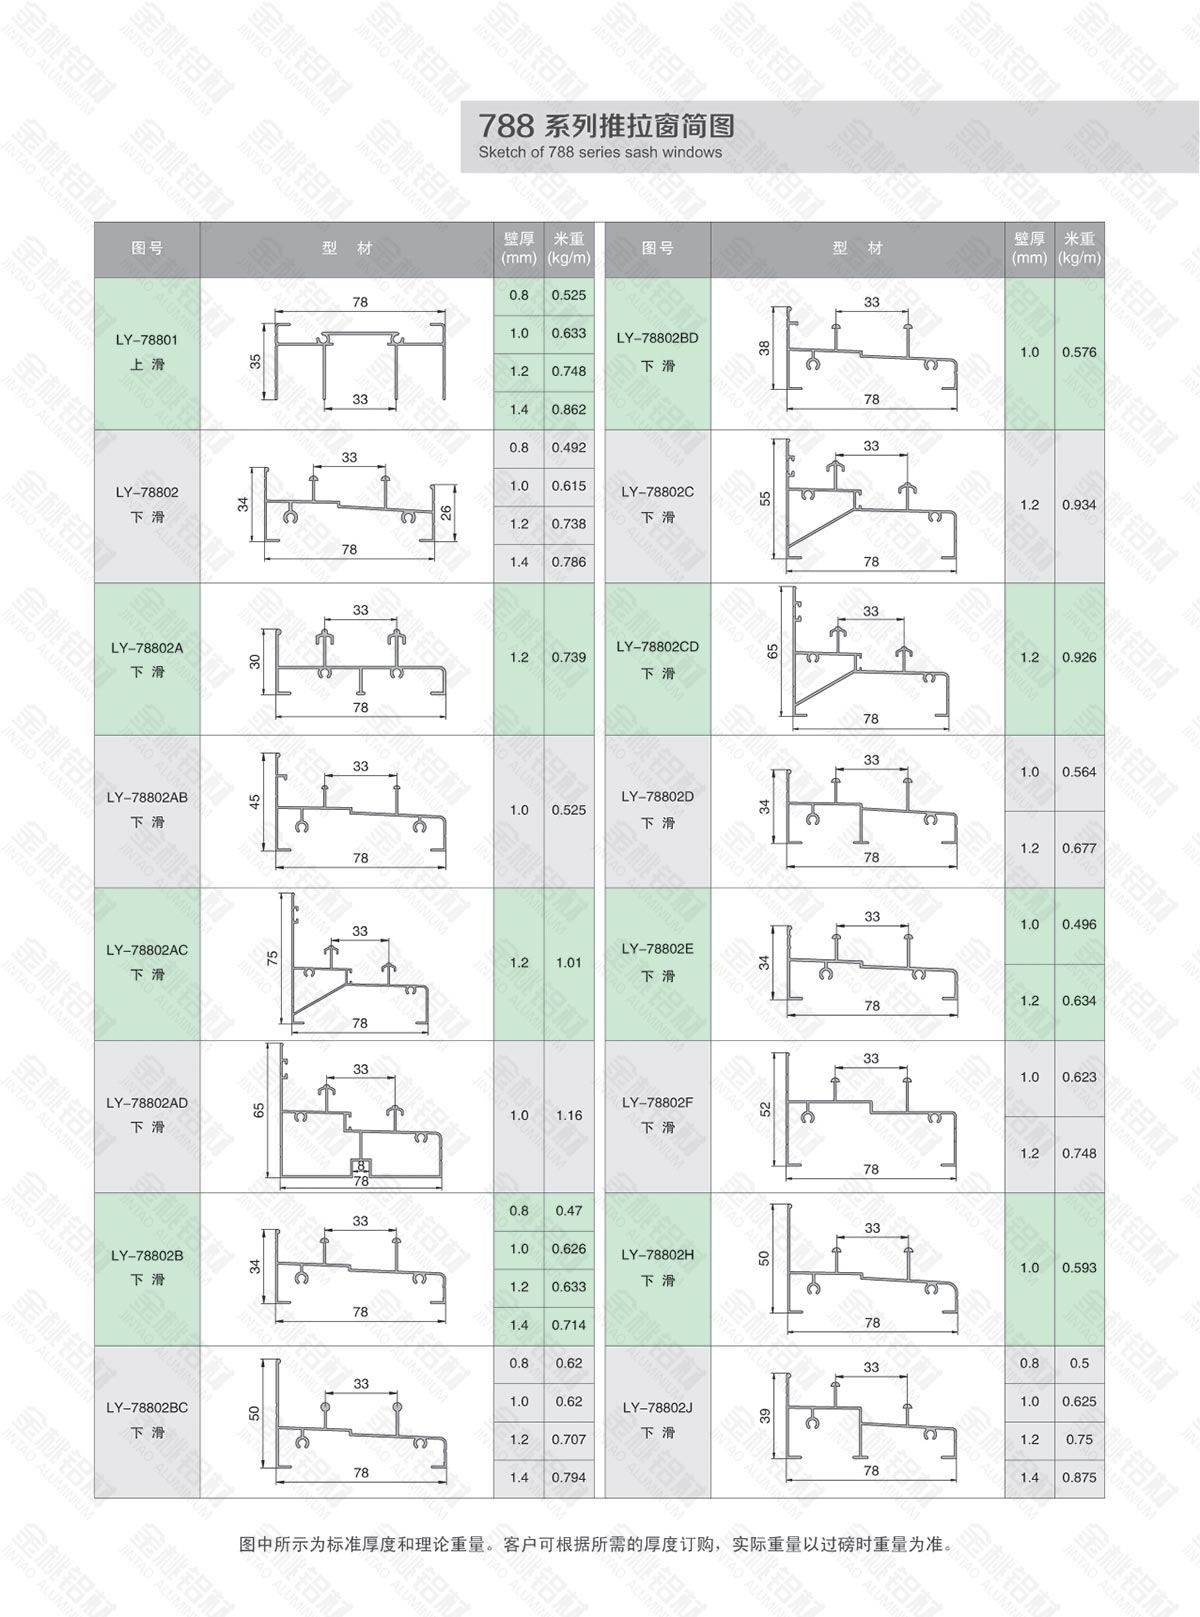 788 系列推拉窗简图
Sketch of 788 series sash windows
图号 型 材 壁厚(mm) 米重(kg/m) 图号 型 材 壁厚(mm) 米重(kg/m)
LY-78801
上 滑
78
35
33
0.8 0.525
1.0 0.633
1.2 0.748
1.4 0.862
LY-78802
下 滑
33
34
26
78
0.8 0.492
1.0 0.615
1.2 0.738
1.4 0.786
LY-78802A
下 滑
33
30
78
1.2 0.739
LY-78802AB
下 滑
33
45
78
1.0 0.525
LY-78802AC
下 滑
33
75
78
1.2 1.01
LY-78802AD
下 滑
33
65
8
78
1.0 1.16
LY-78802B
下 滑
33
34
78
0.8 0.47
1.0 0.626
1.2 0.633
1.4 0.714
LY-78802BC
下 滑
33
50
78
0.8 0.62
1.0 0.62
1.2 0.707
1.4 0.794
LY-78802BD
下 滑
33
38
78
1.0 0.576
LY-78802C
下 滑
33
55
78
1.2 0.934
LY-78802CD
下 滑
33
65
78
1.2 0.926
LY-78802D
下 滑
33
34
78
1.0 0.564
1.2 0.677
LY-78802E
下 滑
33
34
78
1.0 0.496
1.2 0.634
LY-78802F
下 滑
33
52
78
1.0 0.623
1.2 0.748
LY-78802H
下 滑
33
50
78
1.0 0.593
LY-78802J
下 滑
33
39
78
0.8 0.5
1.0 0.625
1.2 0.75
1.4 0.875
图中所示为标准厚度和理论重量。客户可根据所需的厚度订购，实际重量以过磅时重量为准。
金桃铝材
JINTAO ALUMINIUM